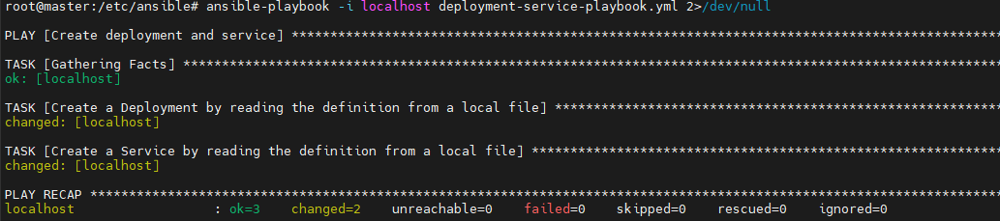 root@master:/etc/ansible# ansible-playbook -i localhost deployment-service-playbook.yml 2>/dev/null
PLAY [Create deployment and service] *********************************************************************************************
TASK [Gathering Facts] ***********************************************************************************************************
ok: [localhost]
TASK [Create a Deployment by reading the definition from a local file] ***********************************************************
changed: [localhost]
TASK [Create a Service by reading the definition from a local file] **************************************************************
changed: [localhost]
PLAY RECAP ***********************************************************************************************************************
localhost                  : ok=3    changed=2    unreachable=0    failed=0    skipped=0    rescued=0    ignored=0